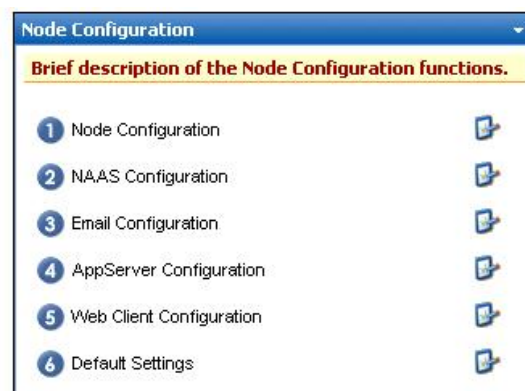 Node Configuration
Brief description of the Node Configuration functions.
1 Node Configuration
2 NAAS Configuration
3 Email Configuration
4 AppServer Configuration
5 Web Client Configuration
6 Default Settings